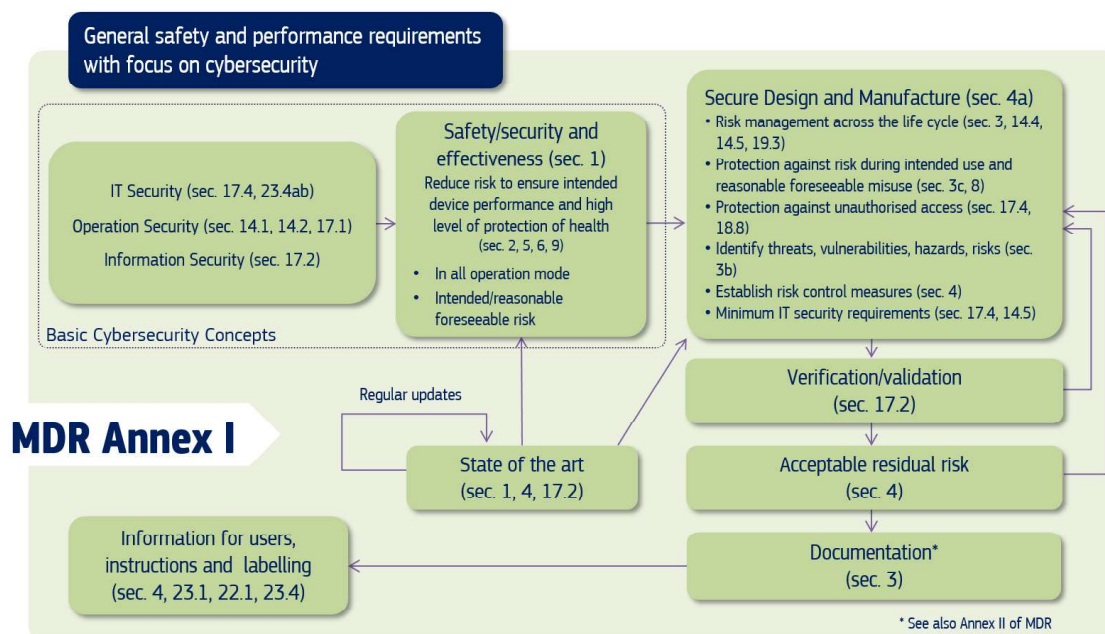 General safety and performance requirements
with focus on cybersecurity
IT Security (sec. 17.4, 23.4ab)
Operation Security (sec. 14.1, 14.2, 17.1)
Information Security (sec. 17.2)
Basic Cybersecurity Concepts
Safety/security and
effectiveness (sec. 1)
Reduce risk to ensure intended
device performance and high
level of protection of health
(sec. 2, 5, 6, 9)
• In all operation mode
• Intended/reasonable
foreseeable risk
Secure Design and Manufacture (sec. 4a)
• Risk management across the life cycle (sec. 3, 14.4,
14.5, 19.3)
• Protection against risk during intended use and
reasonable foreseeable misuse (sec. 3c, 8)
• Protection against unauthorised access (sec. 17.4,
18.8)
• Identify threats, vulnerabilities, hazards, risks (sec.
3b)
• Establish risk control measures (sec. 4)
• Minimum IT security requirements (sec. 17.4, 14.5)
Verification/validation
(sec. 17.2)
Regular updates
MDR Annex I
State of the art
(sec. 1, 4, 17.2)
Acceptable residual risk
(sec. 4)
Information for users,
instructions and labelling
(sec. 4, 23.1, 22.1, 23.4)
Documentation*
(sec. 3)
* See also Annex II of MDR